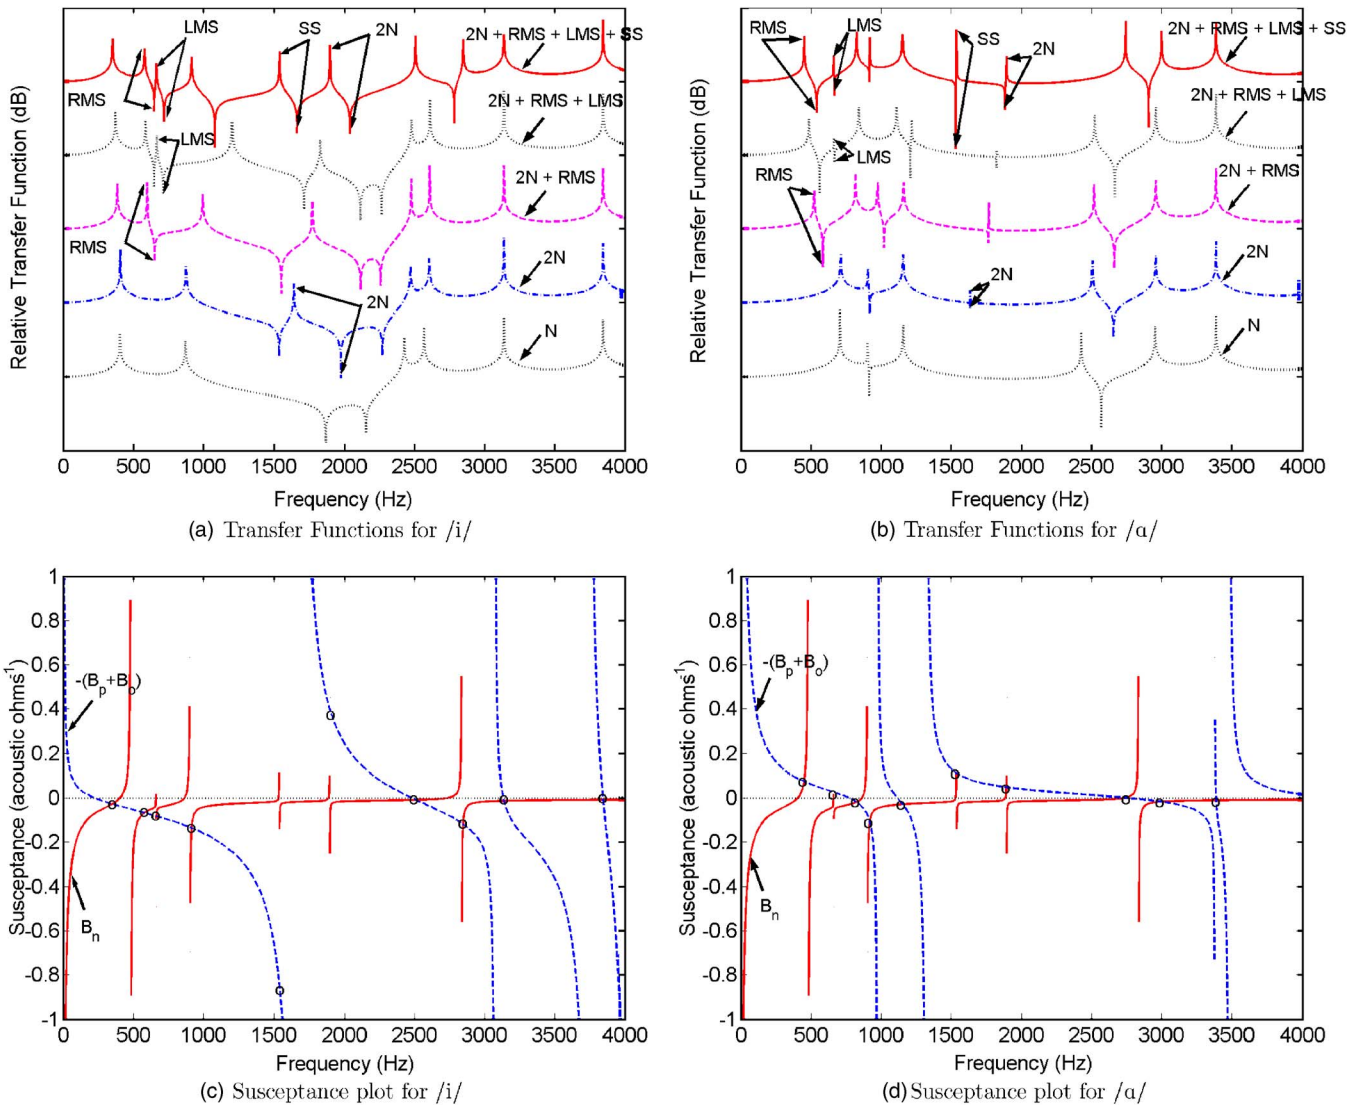 Relative Transfer Function (dB)
LMS
SS
2N
2N + RMS + LMS + SS
RMS
2N + RMS + LMS
LMS
2N + RMS
RMS
2N
2N
N
0 500 1000 1500 2000 2500 3000 3500 4000
Frequency (Hz)
(a) Transfer Functions for /i/
Relative Transfer Function (dB)
RMS
LMS
SS
2N
2N + RMS + LMS + SS
2N + RMS + LMS
LMS
RMS
2N + RMS
2N
2N
N
0 500 1000 1500 2000 2500 3000 3500 4000
Frequency (Hz)
(b) Transfer Functions for /ɑ/
Susceptance (acoustic ohms⁻¹)
1
0.8
0.6
0.4
0.2
0
-0.2
-0.4
-0.6
-0.8
-1
-(Bp+Bo)
Bn
0 500 1000 1500 2000 2500 3000 3500 4000
Frequency (Hz)
(c) Susceptance plot for /i/
Susceptance (acoustic ohms⁻¹)
1
0.8
0.6
0.4
0.2
0
-0.2
-0.4
-0.6
-0.8
-1
-(Bp+Bo)
Bn
0 500 1000 1500 2000 2500 3000 3500 4000
Frequency (Hz)
(d) Susceptance plot for /ɑ/